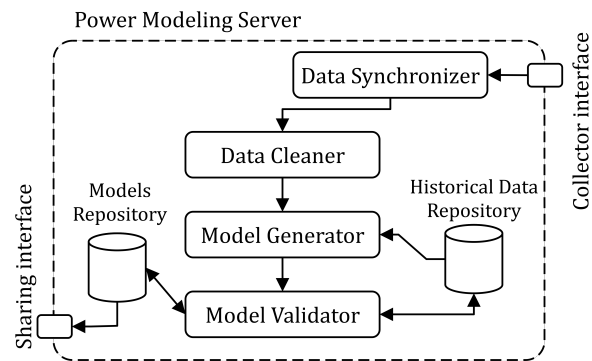 Power Modeling Server
Data Synchronizer
Collector interface
Data Cleaner
Models
Repository
Historical Data
Repository
Model Generator
Sharing interface
Model Validator